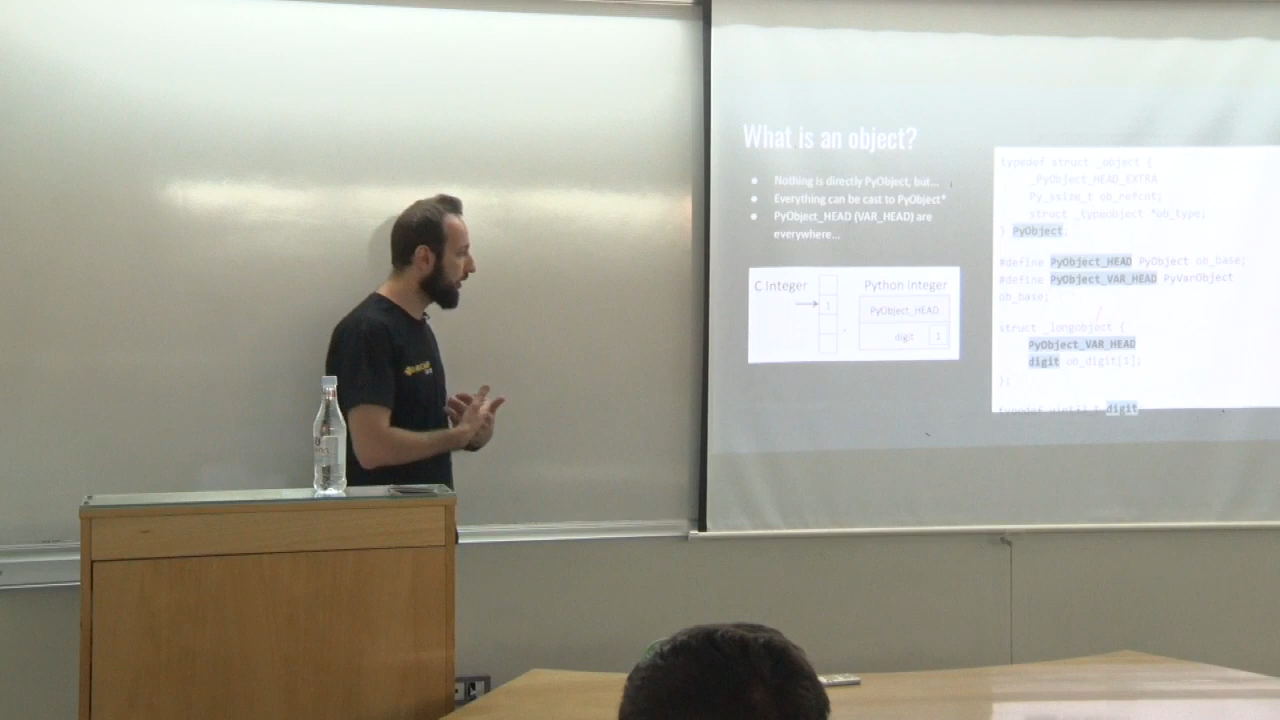 What is an object?
● Nothing is directly PyObject, but...
● Everything can be cast to PyObject*
● PyObject_HEAD (VAR_HEAD) are
everywhere...
C Integer
1
Python Integer
PyObject_HEAD
digit 1
typedef struct _object {
_PyObject_HEAD_EXTRA
Py_ssize_t ob_refcnt;
struct _typeobject *ob_type;
} PyObject;
#define PyObject_HEAD PyObject ob_base;
#define PyObject_VAR_HEAD PyVarObject
ob_base;
struct _longobject {
PyObject_VAR_HEAD
digit ob_digit[1];
};
typedef digit